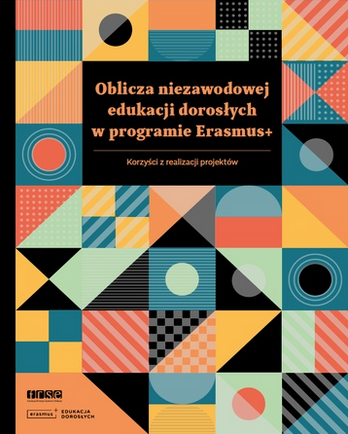 Oblicza niezawodowej
edukacji dorosłych
w programie Erasmus+
Korzyści z realizacji projektów
frse
erasmus+
EDUKACJA
DOROSŁYCH